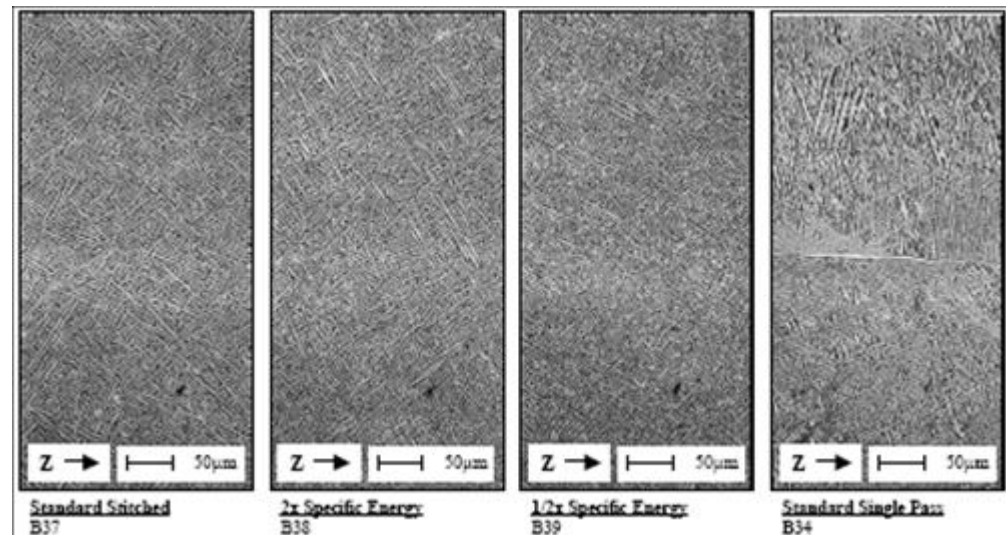 Z → 50µm
Z → 50µm
Z → 50µm
Z → 50µm
Standard Stitched
B37
2x Specific Energy
B38
1/2x Specific Energy
B39
Standard Single Pass
B34